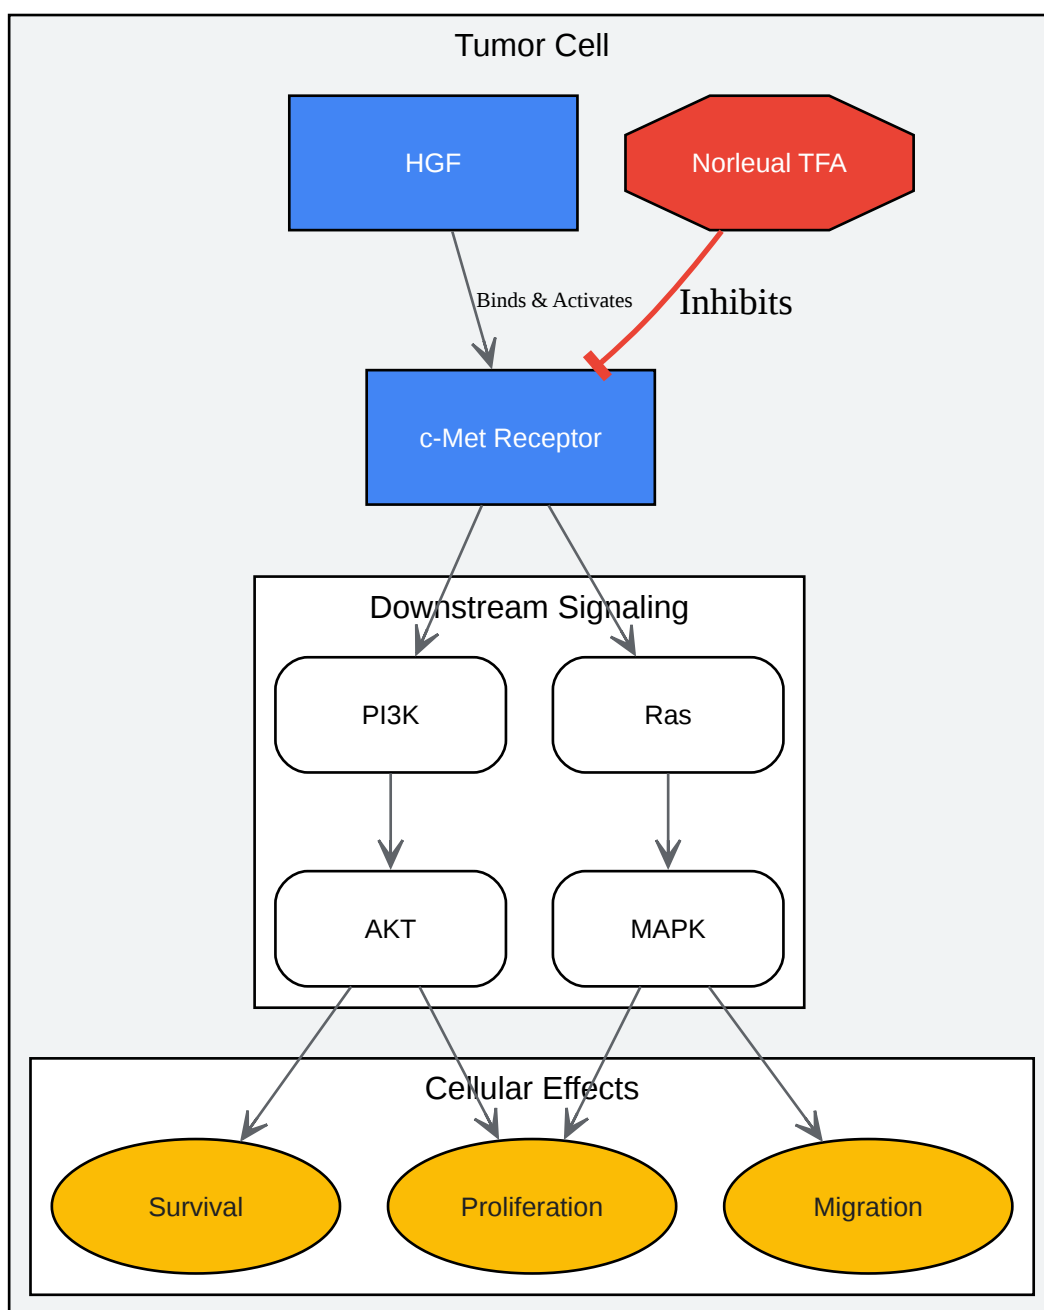 Tumor Cell
HGF
Norleual TFA
Binds & Activates
Inhibits
c-Met Receptor
Downstream Signaling
PI3K
Ras
AKT
MAPK
Cellular Effects
Survival
Proliferation
Migration